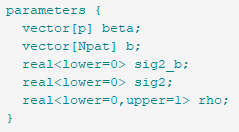 parameters {
  vector[p] beta;
  vector[Npat] b;
  real<lower=0> sig2_b;
  real<lower=0> sig2;
  real<lower=0,upper=1> rho;
}